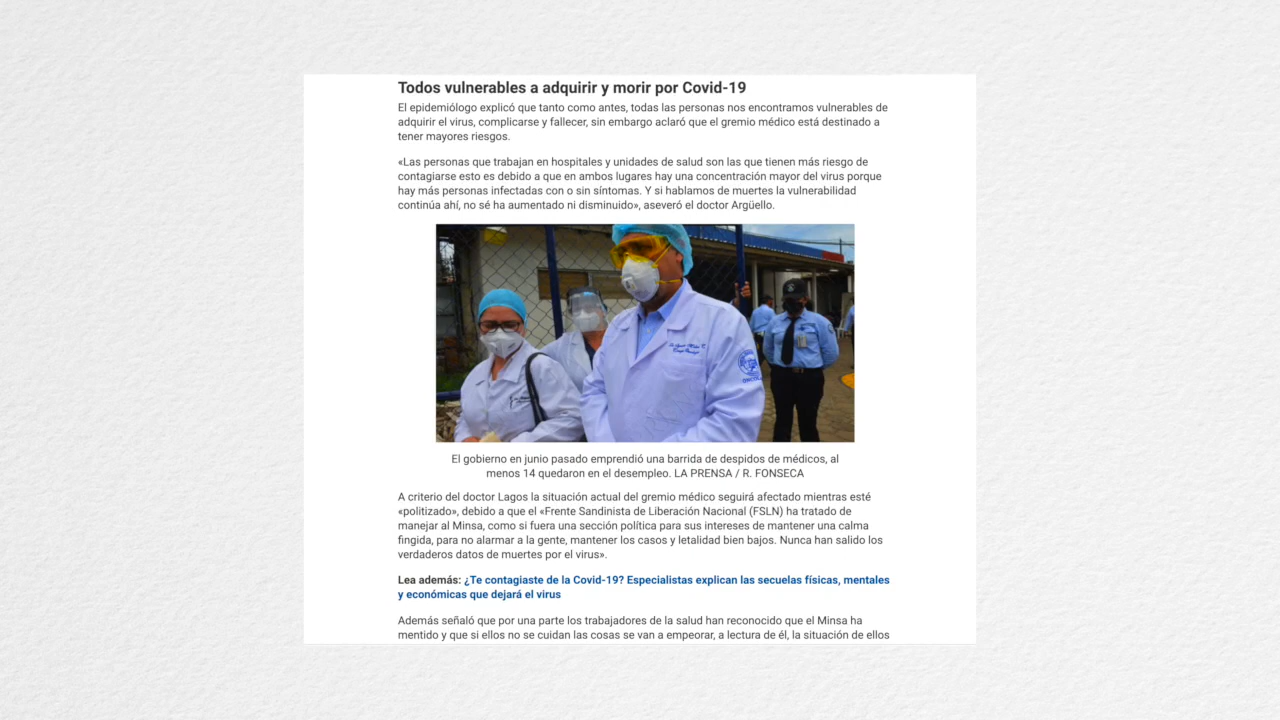 Todos vulnerables a adquirir y morir por Covid-19
El epidemiólogo explicó que tanto como antes, todas las personas nos encontramos vulnerables de
adquirir el virus, complicarse y fallecer, sin embargo aclaró que el gremio médico está destinado a
tener mayores riesgos.
«Las personas que trabajan en hospitales y unidades de salud son las que tienen más riesgo de
contagiarse esto es debido a que en ambos lugares hay una concentración mayor del virus porque
hay más personas infectadas con o sin síntomas. Y si hablamos de muertes la vulnerabilidad
continúa ahí, no sé ha aumentado ni disminuido», aseveró el doctor Argüello.
El gobierno en junio pasado emprendió una barrida de despidos de médicos, al
menos 14 quedaron en el desempleo. LA PRENSA / R. FONSECA
A criterio del doctor Lagos la situación actual del gremio médico seguirá afectado mientras esté
«politizado», debido a que el «Frente Sandinista de Liberación Nacional (FSLN) ha tratado de
manejar al Minsa, como si fuera una sección política para sus intereses de mantener una calma
fingida, para no alarmar a la gente, mantener los casos y letalidad bien bajos. Nunca han salido los
verdaderos datos de muertes por el virus».
Lea además: ¿Te contagiaste de la Covid-19? Especialistas explican las secuelas físicas, mentales
y económicas que dejará el virus
Además señaló que por una parte los trabajadores de la salud han reconocido que el Minsa ha
mentido y que si ellos no se cuidan las cosas se van a empeorar, a lectura de él, la situación de ellos